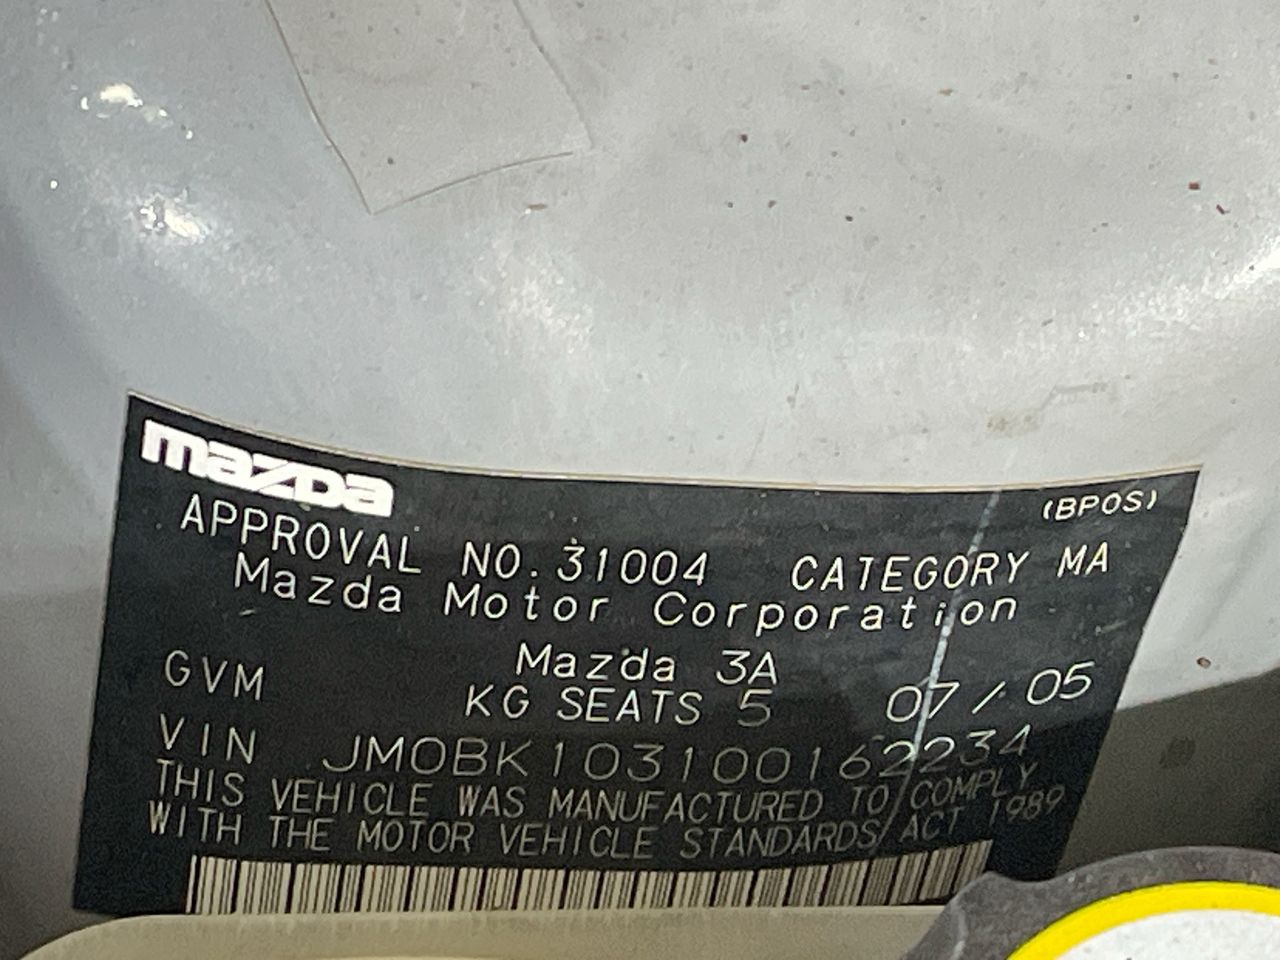 mazda
(BPOS)
APPROVAL NO. 31004 CATEGORY MA
Mazda Motor Corporation
Mazda 3A
GVM KG SEATS 5 07/05
VIN JM0BK103100162234
THIS VEHICLE WAS MANUFACTURED TO COMPLY
WITH THE MOTOR VEHICLE STANDARDS ACT 1989